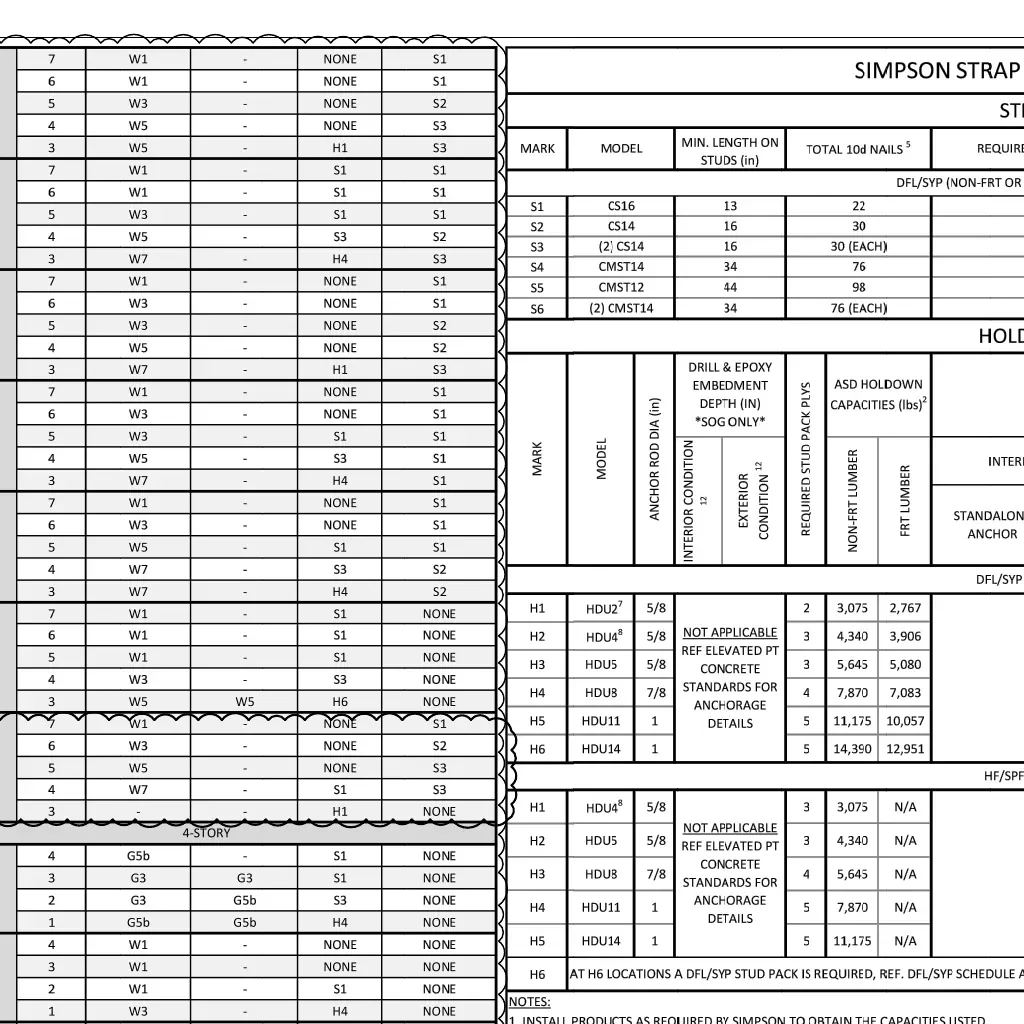 7 W1 - NONE S1
6 W1 - NONE S1
5 W3 - NONE S2
4 W5 - NONE S3
3 W5 - H1 S3
7 W1 - S1 S1
6 W1 - S1 S1
5 W3 - S1 S1
4 W5 - S3 S2
3 W7 - H4 S3
7 W1 - NONE S1
6 W3 - NONE S1
5 W3 - NONE S2
4 W5 - NONE S2
3 W7 - H1 S3
7 W1 - NONE S1
6 W3 - NONE S1
5 W3 - S1 S1
4 W5 - S3 S1
3 W7 - H4 S1
7 W1 - NONE S1
6 W3 - NONE S1
5 W5 - S1 S1
4 W7 - S3 S2
3 W7 - H4 S2
7 W1 - S1 NONE
6 W1 - S1 NONE
5 W1 - S1 NONE
4 W3 - S3 NONE
3 W5 W5 H6 NONE
7 W1 - NONE S1
6 W3 - NONE S2
5 W5 - NONE S3
4 W7 - S1 S3
3 - - H1 NONE
4-STORY
4 G5b - S1 NONE
3 G3 G3 S1 NONE
2 G3 G5b S3 NONE
1 G5b G5b H4 NONE
4 W1 - NONE NONE
3 W1 - NONE NONE
2 W1 - S1 NONE
1 W3 - H4 NONE
SIMPSON STRAP
MARK MODEL MIN. LENGTH ON STUDS (in) TOTAL 10d NAILS 5
DFL/SYP (NON-FRT OR
S1 CS16 13 22
S2 CS14 16 30
S3 (2) CS14 16 30 (EACH)
S4 CMST14 34 76
S5 CMST12 44 98
S6 (2) CMST14 34 76 (EACH)
MARK
MODEL
ANCHOR ROD DIA (in)
DRILL & EPOXY
EMBEDMENT
DEPTH (IN)
*SOG ONLY*
INTERIOR CONDITION 12
EXTERIOR CONDITION 12
REQUIRED STUD PACK PLYS
ASD HOLDOWN
CAPACITIES (lbs)2
NON-FRT LUMBER
FRT LUMBER
ANCHOR
DFL/SYP
H1 HDU27 5/8 2 3,075 2,767
H2 HDU48 5/8 3 4,340 3,906
H3 HDU5 5/8 3 5,645 5,080
H4 HDU8 7/8 4 7,870 7,083
H5 HDU11 1 5 11,175 10,057
H6 HDU14 1 5 14,390 12,951
NOT APPLICABLE
REF ELEVATED PT
CONCRETE
STANDARDS FOR
ANCHORAGE
DETAILS
HF/SPF
H1 HDU48 5/8 3 3,075 N/A
H2 HDU5 5/8 3 4,340 N/A
H3 HDU8 7/8 4 5,645 N/A
H4 HDU11 1 5 7,870 N/A
H5 HDU14 1 5 11,175 N/A
NOT APPLICABLE
REF ELEVATED PT
CONCRETE
STANDARDS FOR
ANCHORAGE
DETAILS
H6 AT H6 LOCATIONS A DFL/SYP STUD PACK IS REQUIRED, REF. DFL/SYP SCHEDULE
NOTES:
1. INSTALL PRODUCTS AS REQUIRED BY SIMPSON TO OBTAIN THE CAPACITIES LISTED